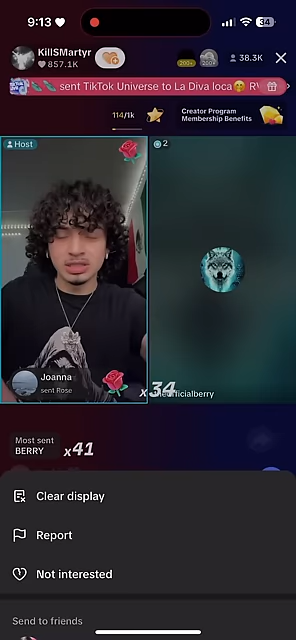 9:13
34
KillSMartyr
857.1K
200+
200+
38.3K
sent TikTok Universe to La Diva loca
114/1k
Creator Program
Membership Benefits
Host
2
Joanna
sent Rose
x34
Most sent
BERRY
x41
Clear display
Report
Not interested
Send to friends